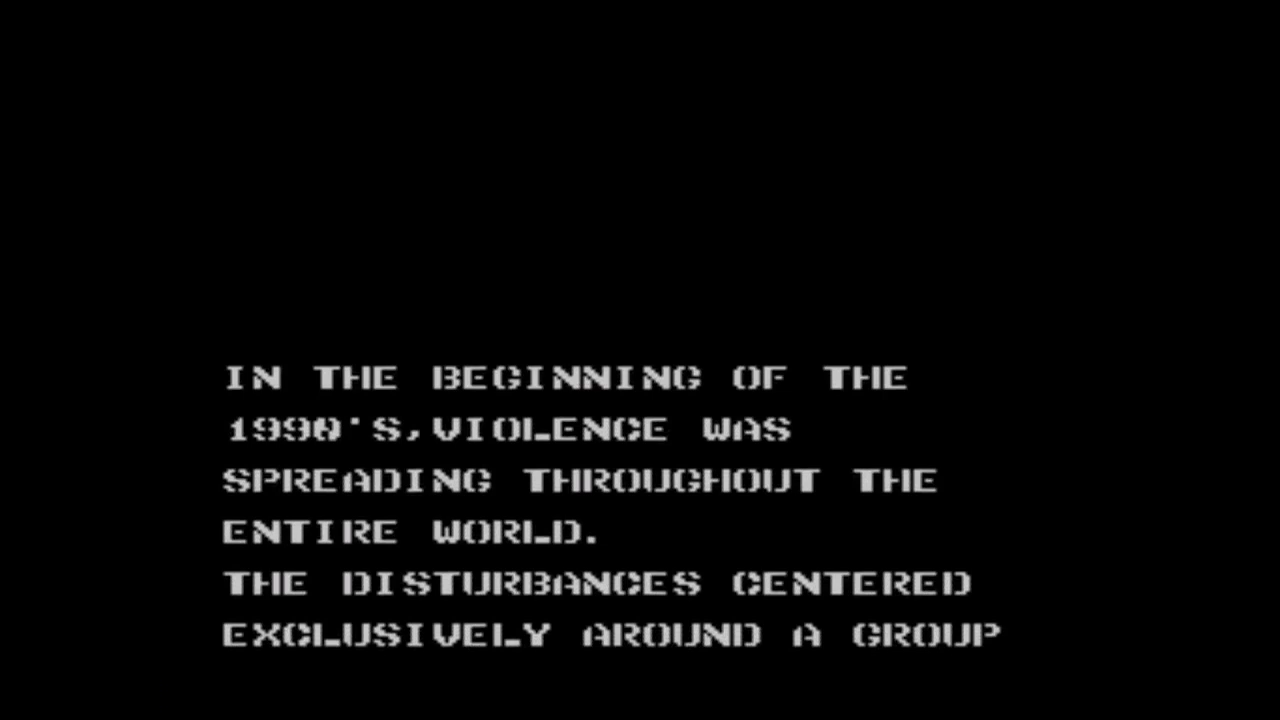 IN THE BEGINNING OF THE
1990'S,VIOLENCE WAS
SPREADING THROUGHOUT THE
ENTIRE WORLD.
THE DISTURBANCES CENTERED
EXCLUSIVELY AROUND A GROUP